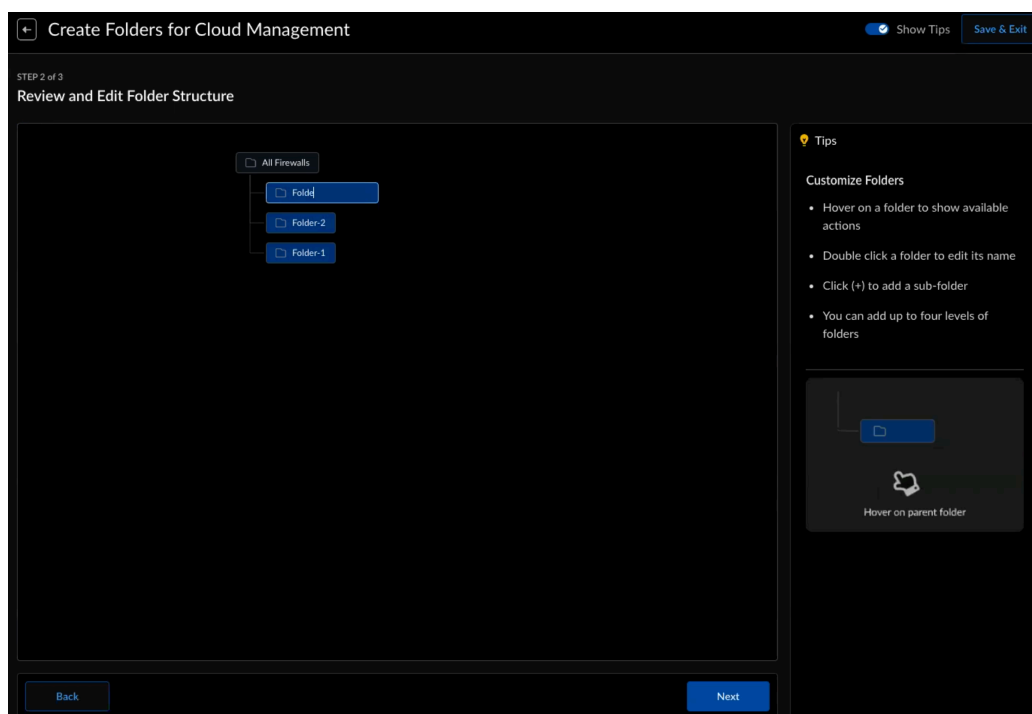 Create Folders for Cloud Management
Show Tips
Save & Exit
STEP 2 of 3
Review and Edit Folder Structure
All Firewalls
Folde
Folder-2
Folder-1
Tips
Customize Folders
• Hover on a folder to show available
actions
• Double click a folder to edit its name
• Click (+) to add a sub-folder
• You can add up to four levels of
folders
Hover on parent folder
Back
Next